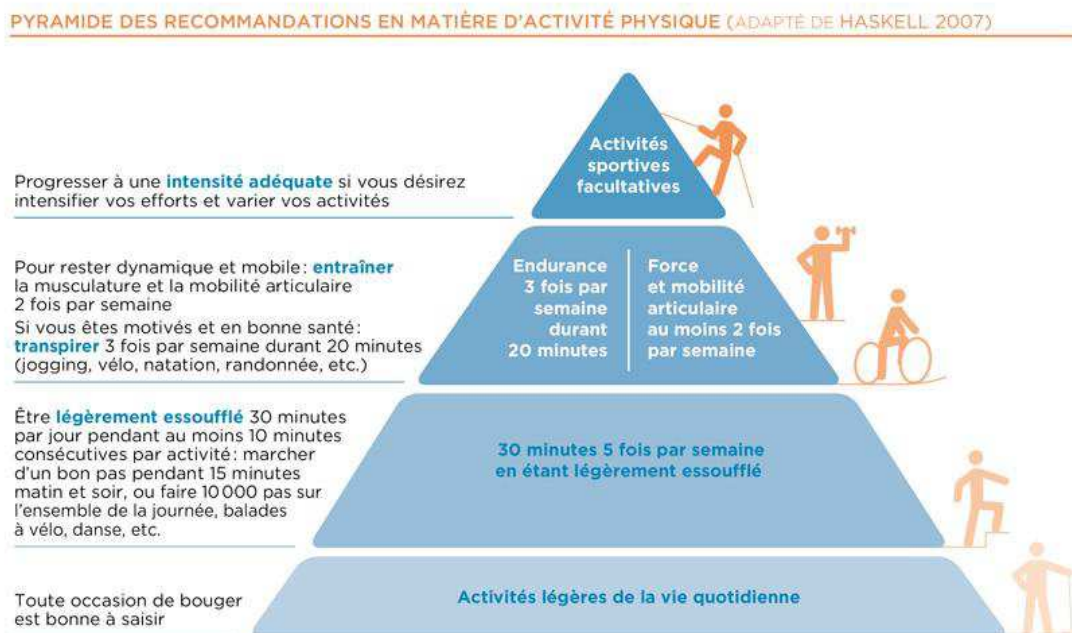 PYRAMIDE DES RECOMMANDATIONS EN MATIÈRE D'ACTIVITÉ PHYSIQUE (ADAPTÉ DE HASKELL 2007)
Activités
sportives
facultatives
Progresser à une intensité adéquate si vous désirez
intensifier vos efforts et varier vos activités
Pour rester dynamique et mobile : entraîner
la musculature et la mobilité articulaire
2 fois par semaine
Si vous êtes motivés et en bonne santé :
transpirer 3 fois par semaine durant 20 minutes
(jogging, vélo, natation, randonnée, etc.)
Endurance
3 fois par
semaine
durant
20 minutes
Force
et mobilité
articulaire
au moins 2 fois
par semaine
Être légèrement essoufflé 30 minutes
par jour pendant au moins 10 minutes
consécutives par activité : marcher
d'un bon pas pendant 15 minutes
matin et soir, ou faire 10 000 pas sur
l'ensemble de la journée, balades
à vélo, danse, etc.
30 minutes 5 fois par semaine
en étant légèrement essoufflé
Toute occasion de bouger
est bonne à saisir
Activités légères de la vie quotidienne